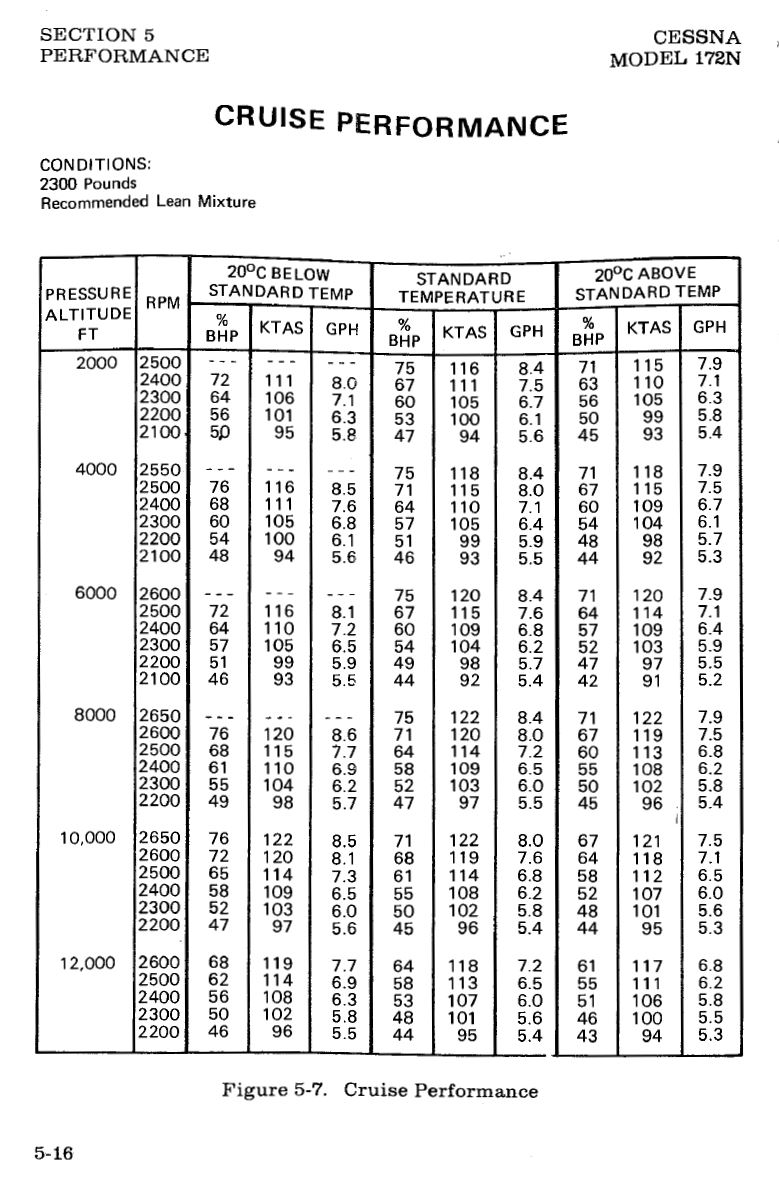 SECTION 5 CESSNA
PERFORMANCE MODEL 172N
CRUISE PERFORMANCE
CONDITIONS:
2300 Pounds
Recommended Lean Mixture
PRESSURE ALTITUDE FT RPM 20°C BELOW STANDARD TEMP STANDARD TEMPERATURE 20°C ABOVE STANDARD TEMP
% BHP KTAS GPH % BHP KTAS GPH % BHP KTAS GPH
2000 2500 --- --- --- 75 116 8.4 71 115 7.9
2400 72 111 8.0 67 111 7.5 63 110 7.1
2300 64 106 7.1 60 105 6.7 56 105 6.3
2200 56 101 6.3 53 100 6.1 50 99 5.8
2100 50 95 5.8 47 94 5.6 45 93 5.4
4000 2550 --- --- --- 75 118 8.4 71 118 7.9
2500 76 116 8.5 71 115 8.0 67 115 7.5
2400 68 111 7.6 64 110 7.1 60 109 6.7
2300 60 105 6.8 57 105 6.4 54 104 6.1
2200 54 100 6.1 51 99 5.9 48 98 5.7
2100 48 94 5.6 46 93 5.5 44 92 5.3
6000 2600 --- --- --- 75 120 8.4 71 120 7.9
2500 72 116 8.1 67 115 7.6 64 114 7.1
2400 64 110 7.2 60 109 6.8 57 109 6.4
2300 57 105 6.5 54 104 6.2 52 103 5.9
2200 51 99 5.9 49 98 5.7 47 97 5.5
2100 46 93 5.5 44 92 5.4 42 91 5.2
8000 2650 --- --- --- 75 122 8.4 71 122 7.9
2600 76 120 8.6 71 120 8.0 67 119 7.5
2500 68 115 7.7 64 114 7.2 60 113 6.8
2400 61 110 6.9 58 109 6.5 55 108 6.2
2300 55 104 6.2 52 103 6.0 50 102 5.8
2200 49 98 5.7 47 97 5.5 45 96 5.4
10,000 2650 76 122 8.5 71 122 8.0 67 121 7.5
2600 72 120 8.1 68 119 7.6 64 118 7.1
2500 65 114 7.3 61 114 6.8 58 112 6.5
2400 58 109 6.5 55 108 6.2 52 107 6.0
2300 52 103 6.0 50 102 5.8 48 101 5.6
2200 47 97 5.6 45 96 5.4 44 95 5.3
12,000 2600 68 119 7.7 64 118 7.2 61 117 6.8
2500 62 114 6.9 58 113 6.5 55 111 6.2
2400 56 108 6.3 53 107 6.0 51 106 5.8
2300 50 102 5.8 48 101 5.6 46 100 5.5
2200 46 96 5.5 44 95 5.4 43 94 5.3
Figure 5-7. Cruise Performance
5-16